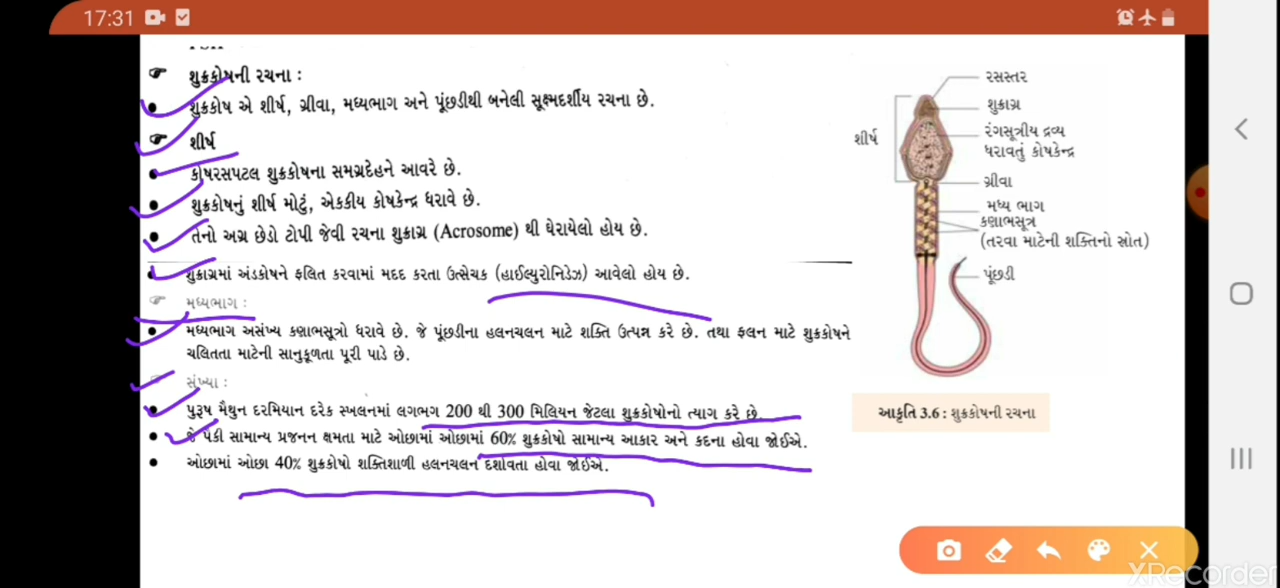 17:31
શુક્રકોષની રચના :
શુક્રકોષ એ શીર્ષ, ગ્રીવા, મધ્યભાગ અને પૂંછડીથી બનેલી સૂક્ષ્મદર્શીય રચના છે.
શીર્ષ
કોષરસપટલ શુક્રકોષના સમગ્રદેહને આવરે છે.
શુક્રકોષનું શીર્ષ મોટું, એકકીય કોષકેન્દ્ર ધરાવે છે.
તેનો અગ્ર છેડો ટોપી જેવી રચના શુક્રાગ્ર (Acrosome) થી ઘેરાયેલો હોય છે.
શુક્રાગ્રમાં અંડકોષને ફલિત કરવામાં મદદ કરતા ઉત્સેચક (હાઈલ્યુરોનિડેઝ) આવેલો હોય છે.
મધ્યભાગ :
મધ્યભાગ અસંખ્ય કણાભસૂત્રો ધરાવે છે. જે પૂંછડીના હલનચલન માટે શક્તિ ઉત્પન્ન કરે છે. તથા ફલન માટે શુક્રકોષને
ચલિતતા માટેની સાનુકૂળતા પૂરી પાડે છે.
સંખ્યા :
પુરૂષ મૈથુન દરમિયાન દરેક સ્ખલનમાં લગભગ 200 થી 300 મિલિયન જેટલા શુક્રકોષોનો ત્યાગ કરે છે.
જે પૈકી સામાન્ય પ્રજનન ક્ષમતા માટે ઓછામાં ઓછામાં 60% શુક્રકોષો સામાન્ય આકાર અને કદના હોવા જોઈએ.
ઓછામાં ઓછા 40% શુક્રકોષો શક્તિશાળી હલનચલન દર્શાવતા હોવા જોઈએ.
રસસ્તર
શુક્રાગ્ર
શીર્ષ
રંગસૂત્રીય દ્રવ્ય
ધરાવતું કોષકેન્દ્ર
ગ્રીવા
મધ્ય ભાગ
કણાભસૂત્ર
(તરવા માટેની શક્તિનો સ્રોત)
પૂંછડી
આકૃતિ 3.6 : શુક્રકોષની રચના
XRecorder